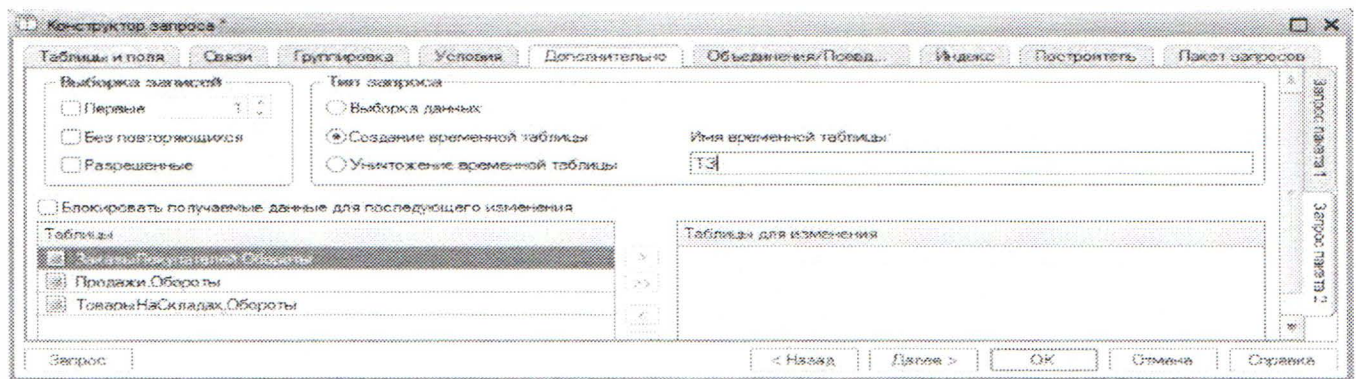 Конструктор запроса *
Таблицы и поля Связи Группировка Условия Дополнительно Объединения/Псевд... Индекс Построитель Пакет запросов
Выборка записей Тип запроса
Первые 1 Выборка данных
Без повторяющихся Создание временной таблицы Имя временной таблицы:
Разрешенные Уничтожение временной таблицы ТЗ
Блокировать получаемые данные для последующего изменения
Таблицы Таблицы для изменения
ЗаказыПокупателей.Обороты > 
Продажи.Обороты >>
ТоварыНаСкладах.Обороты <
Запрос пакета 1
Запрос пакета 2
Запрос < Назад Далее > ОК Отмена Справка